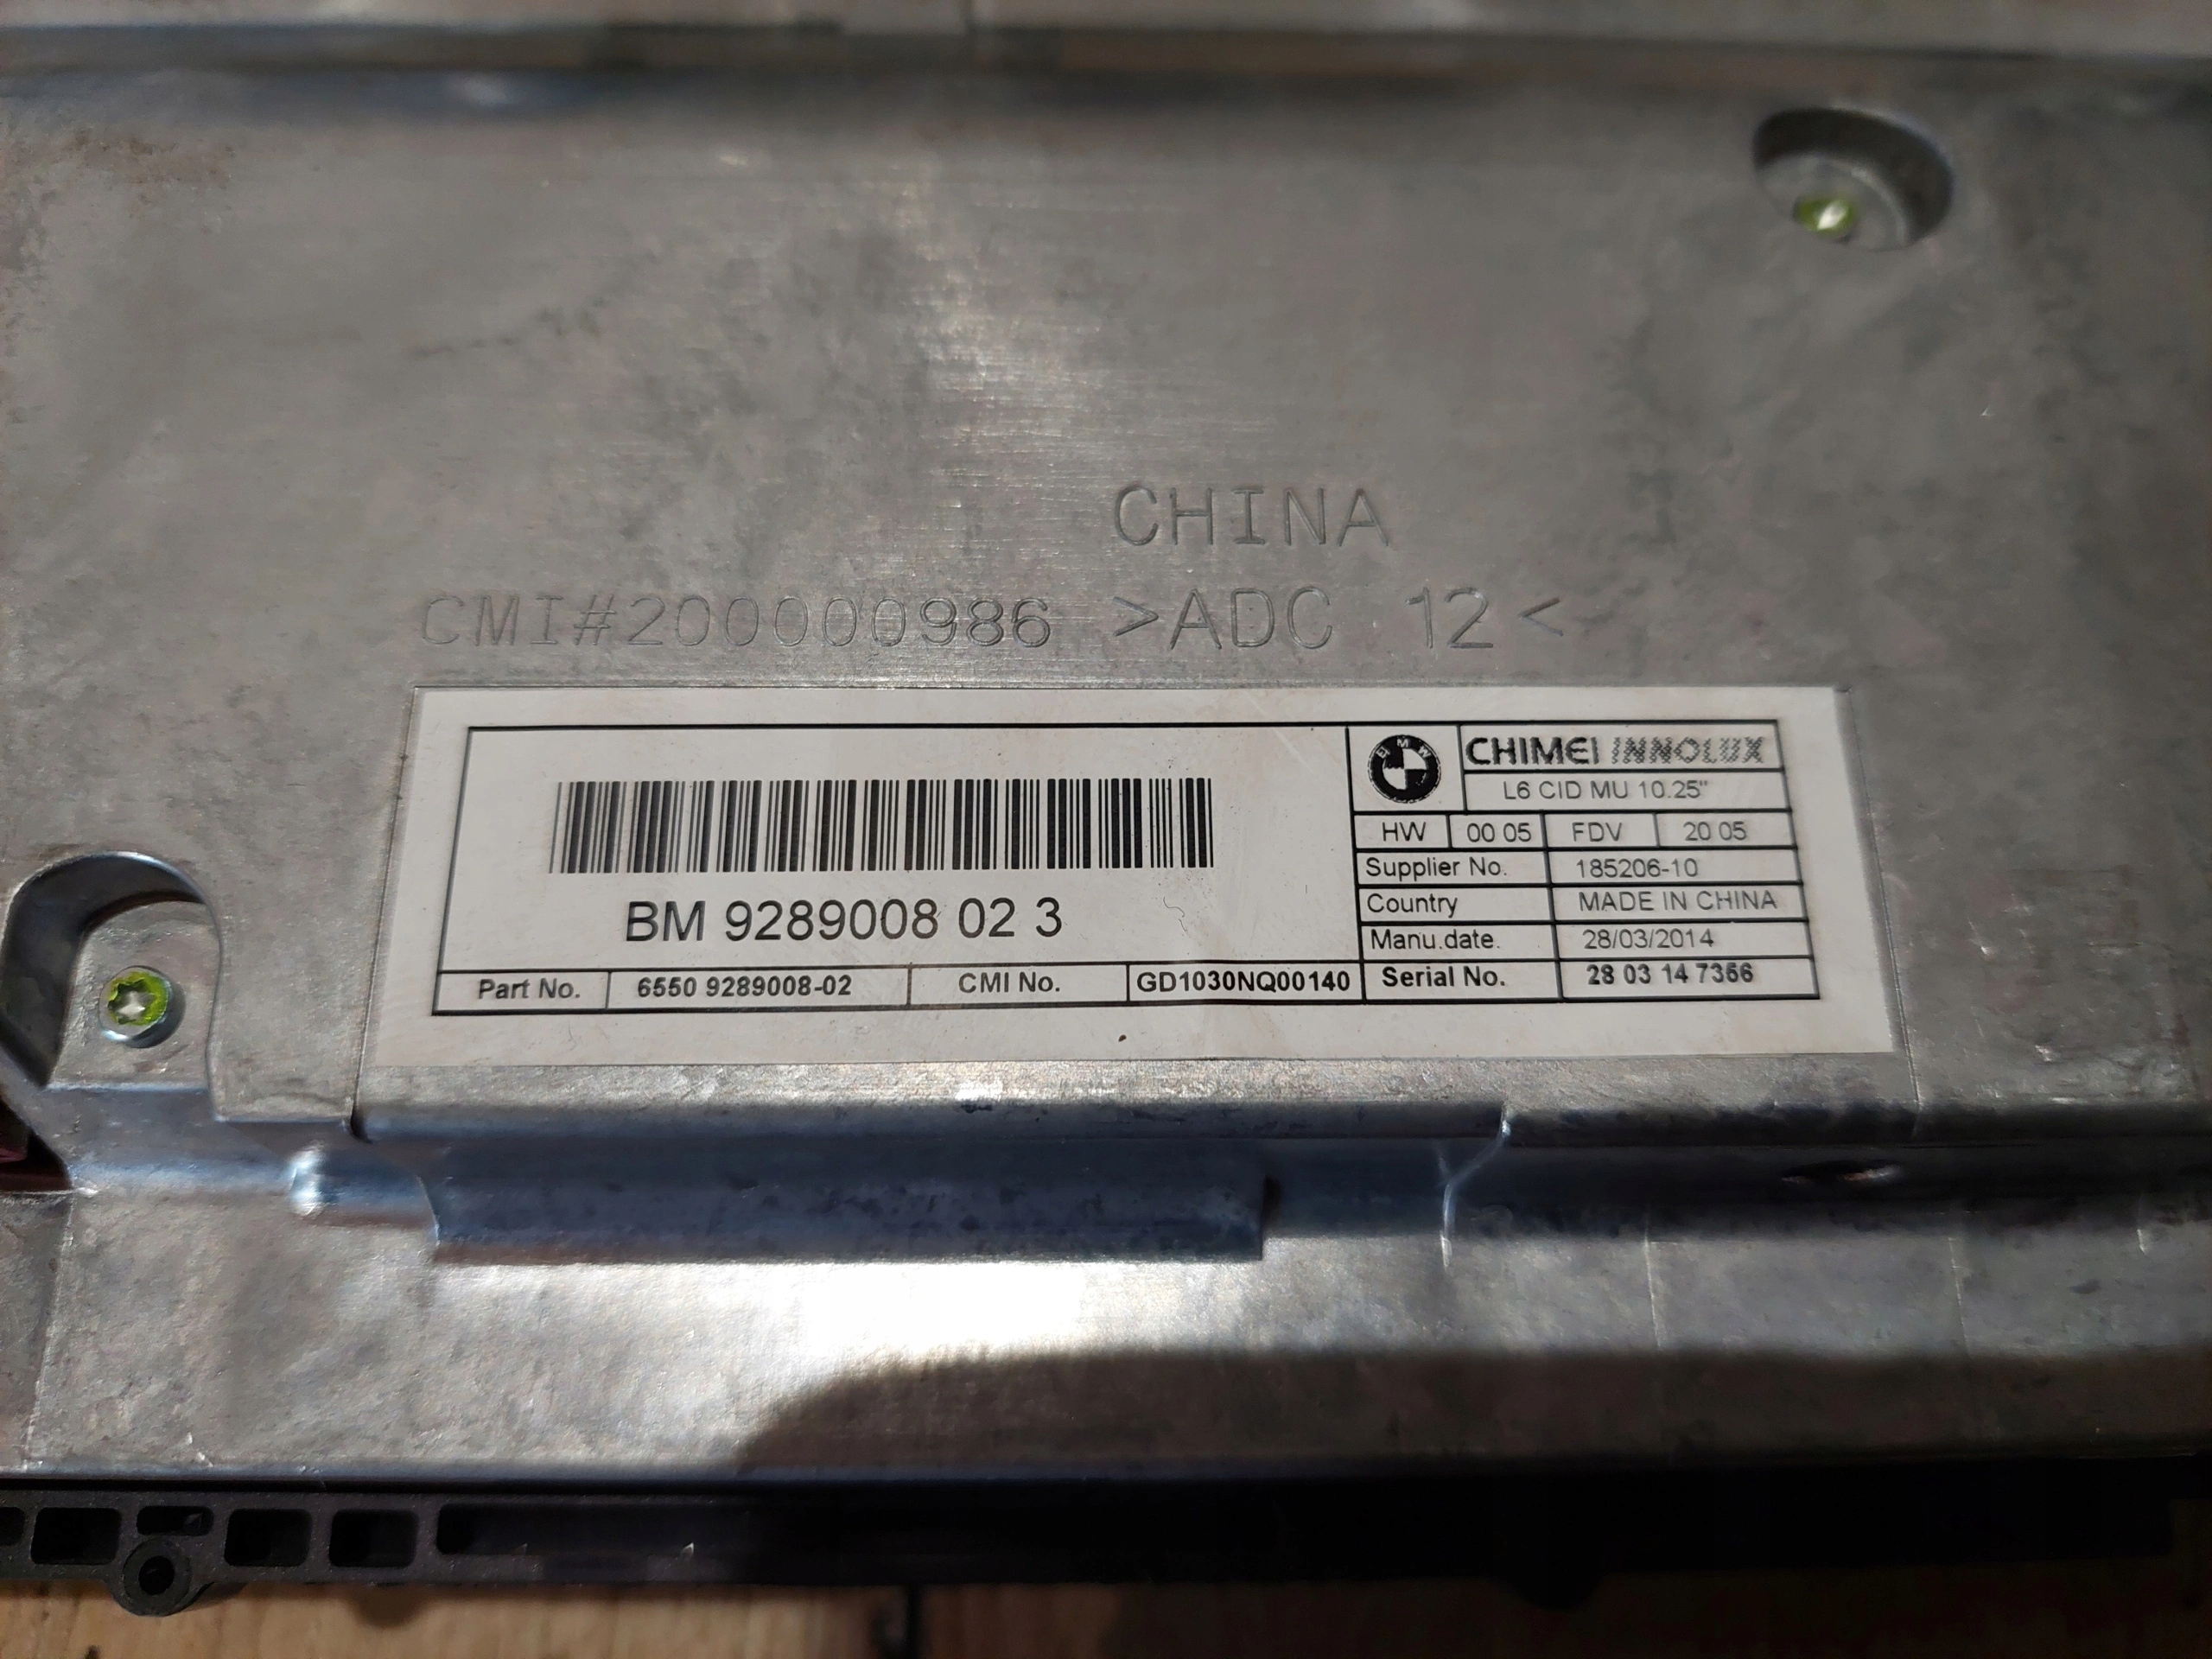 CHINA
CMI#200000986 >ADC 12<
BMW
CHIMEI INNOLUX
L6 CID MU 10.25"
HW 00 05 FDV 20 05
Supplier No. 185206-10
Country MADE IN CHINA
Manu.date. 28/03/2014
Serial No. 28 03 14 7366
BM 9289008 02 3
Part No. 6550 9289008-02 CMI No. GD1030NQ00140